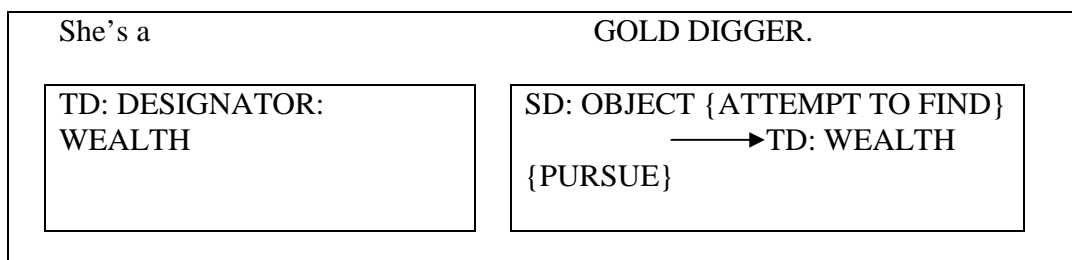 She’s a GOLD DIGGER.
TD: DESIGNATOR:
WEALTH
SD: OBJECT {ATTEMPT TO FIND}
TD: WEALTH
{PURSUE}